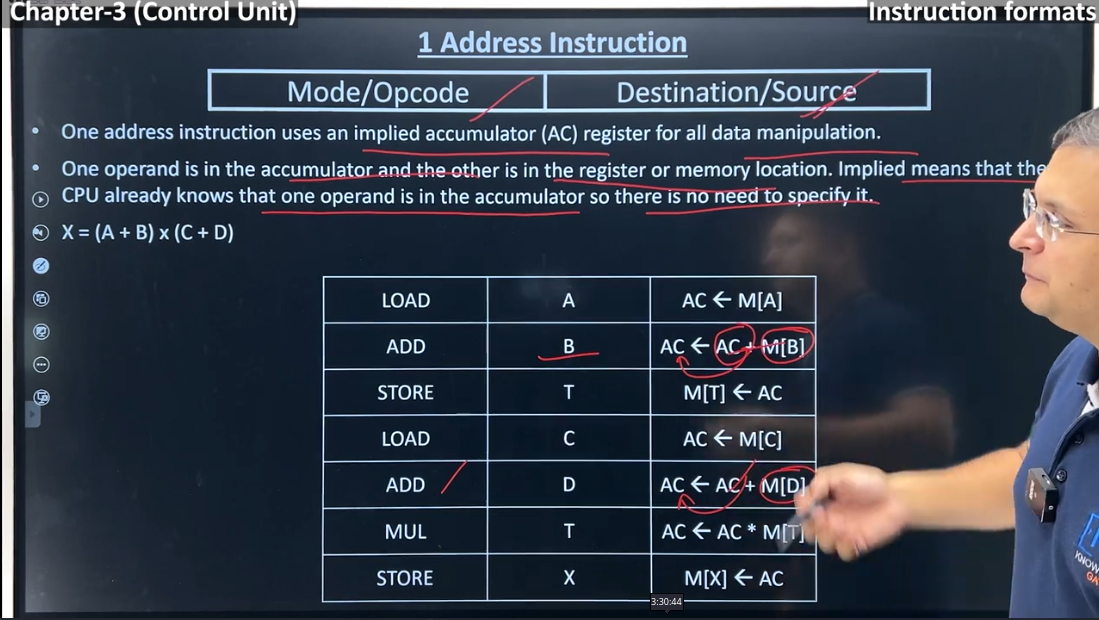 Chapter-3 (Control Unit)
Instruction formats
1 Address Instruction
Mode/Opcode Destination/Source
• One address instruction uses an implied accumulator (AC) register for all data manipulation.
• One operand is in the accumulator and the other is in the register or memory location. Implied means that the
CPU already knows that one operand is in the accumulator so there is no need to specify it.
X = (A + B) x (C + D)
LOAD A AC ← M[A]
ADD B AC ← AC + M[B]
STORE T M[T] ← AC
LOAD C AC ← M[C]
ADD D AC ← AC + M[D]
MUL T AC ← AC * M[T]
STORE X M[X] ← AC
3:30:44